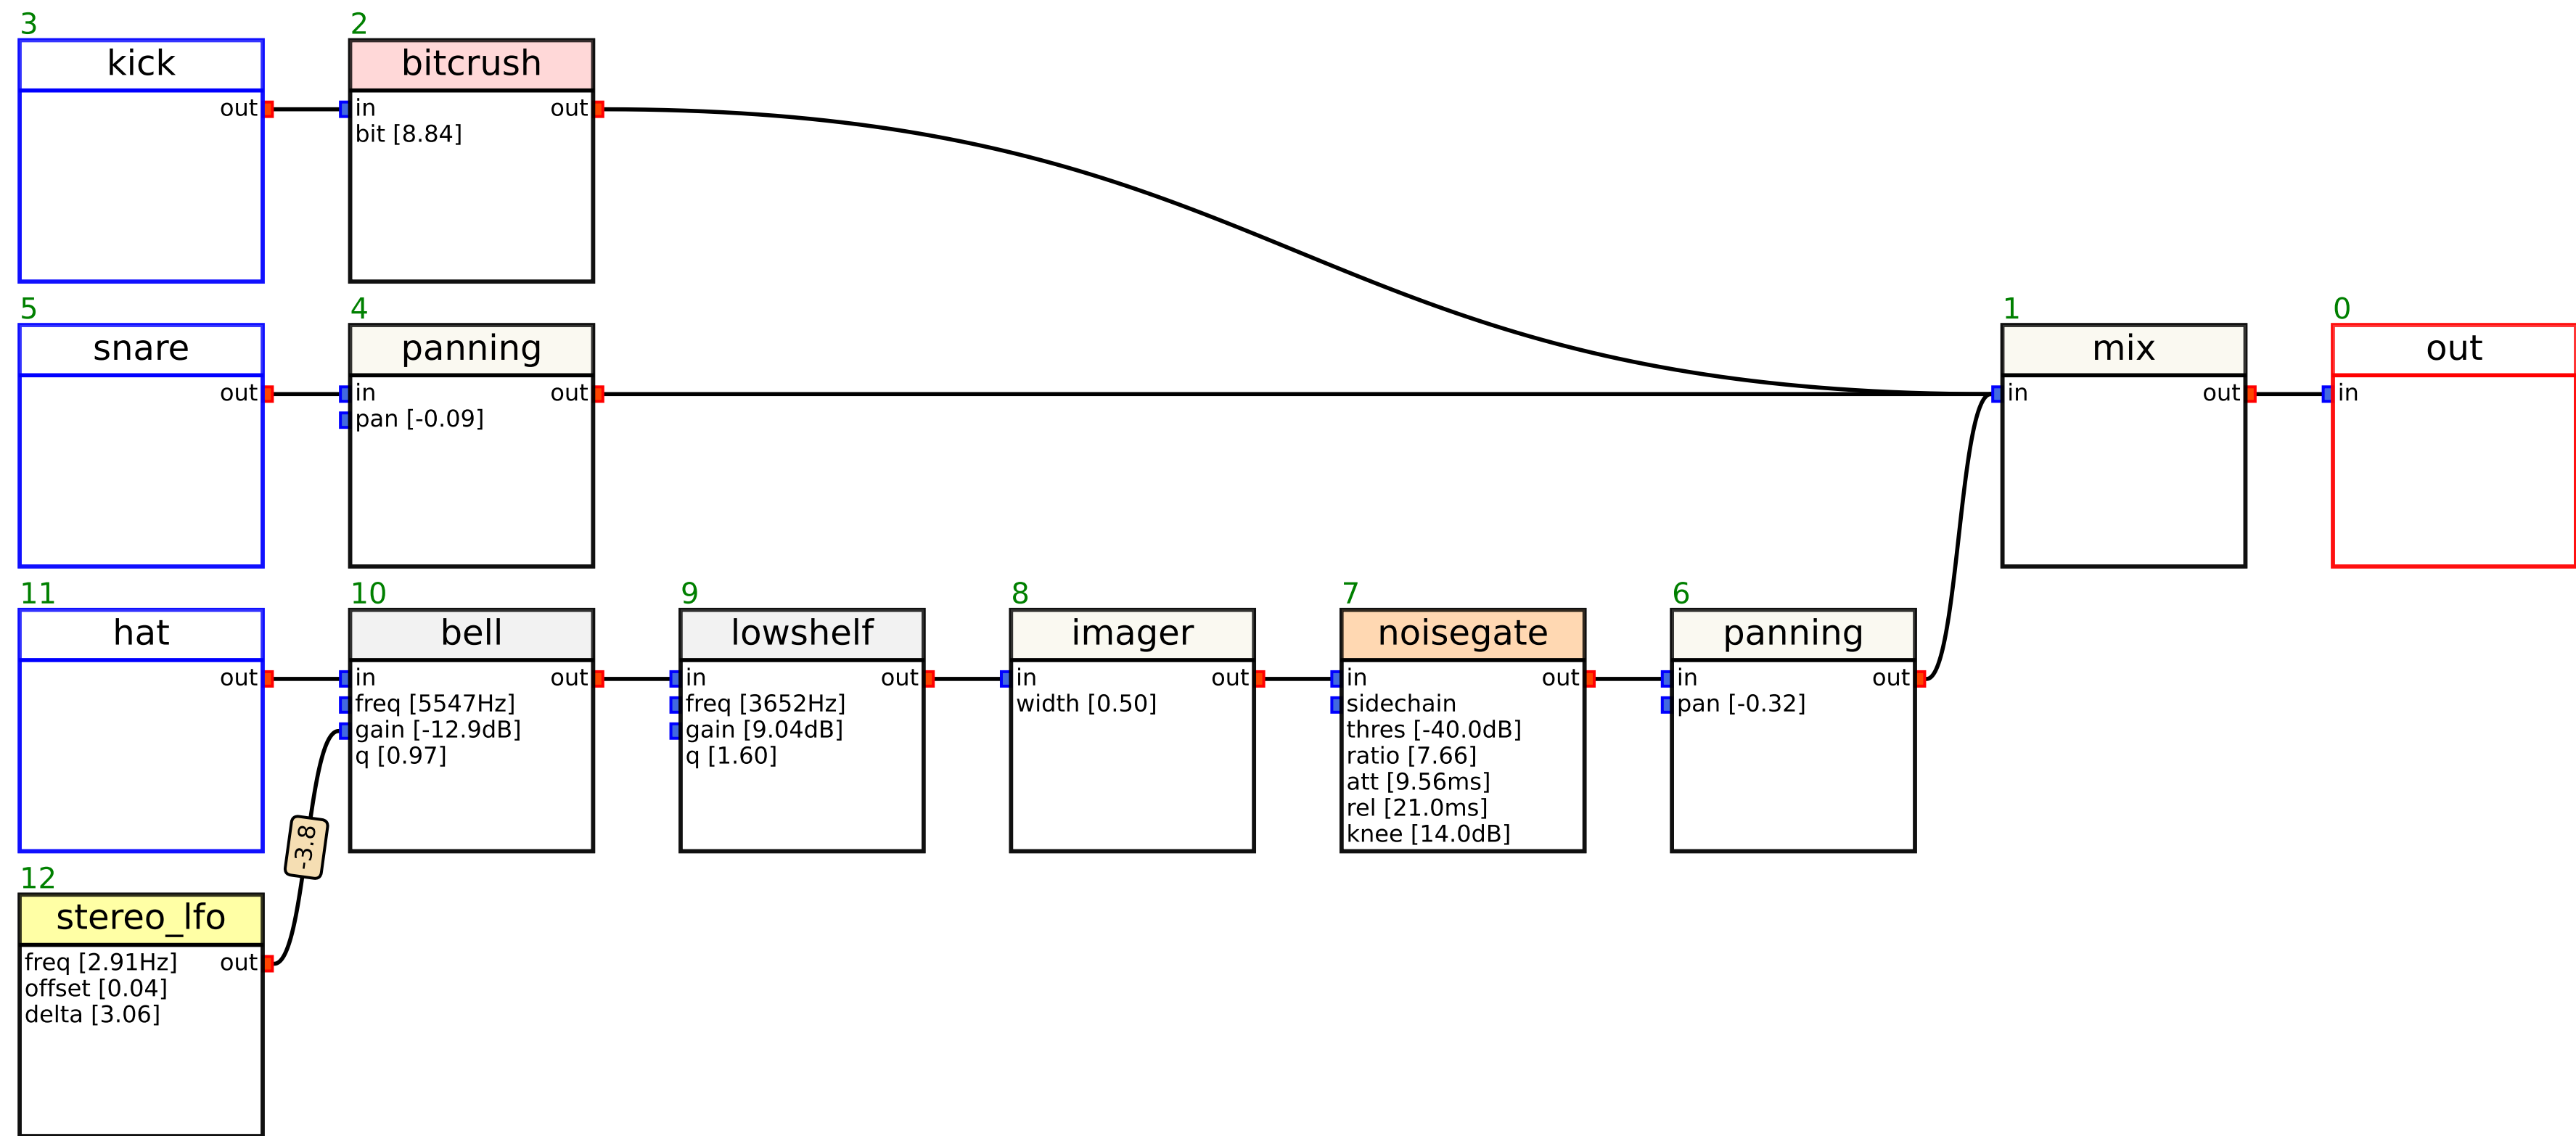 3
kick
out
2
bitcrush
in out
bit [8.84]
5
snare
out
4
panning
in out
pan [-0.09]
1
mix
in out
0
out
in
11
hat
out
10
bell
in out
freq [5547Hz]
gain [-12.9dB]
q [0.97]
9
lowshelf
in out
freq [3652Hz]
gain [9.04dB]
q [1.60]
8
imager
in out
width [0.50]
7
noisegate
in out
sidechain
thres [-40.0dB]
ratio [7.66]
att [9.56ms]
rel [21.0ms]
knee [14.0dB]
6
panning
in out
pan [-0.32]
-3.8
12
stereo_lfo
freq [2.91Hz] out
offset [0.04]
delta [3.06]